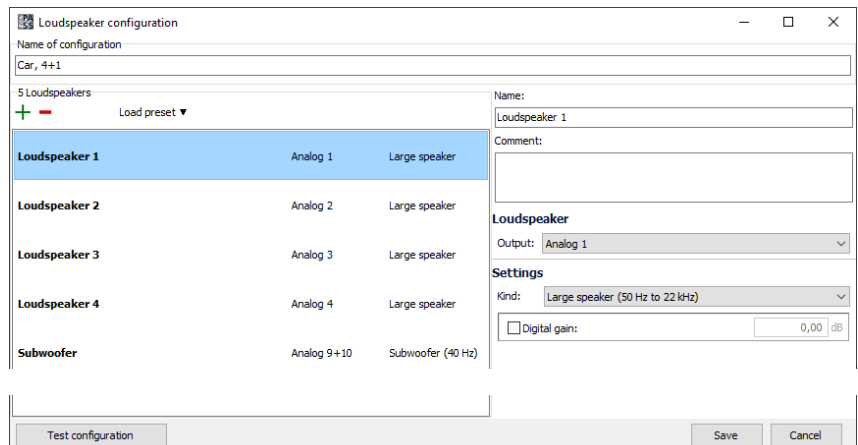 Loudspeaker configuration
Name of configuration
Car, 4+1
5 Loudspeakers
Load preset ▼
Loudspeaker 1 Analog 1 Large speaker
Loudspeaker 2 Analog 2 Large speaker
Loudspeaker 3 Analog 3 Large speaker
Loudspeaker 4 Analog 4 Large speaker
Subwoofer Analog 9+10 Subwoofer (40 Hz)
Name:
Loudspeaker 1
Comment:
Loudspeaker
Output: Analog 1
Settings
Kind: Large speaker (50 Hz to 22 kHz)
Digital gain: 0,00 dB
Test configuration Save Cancel